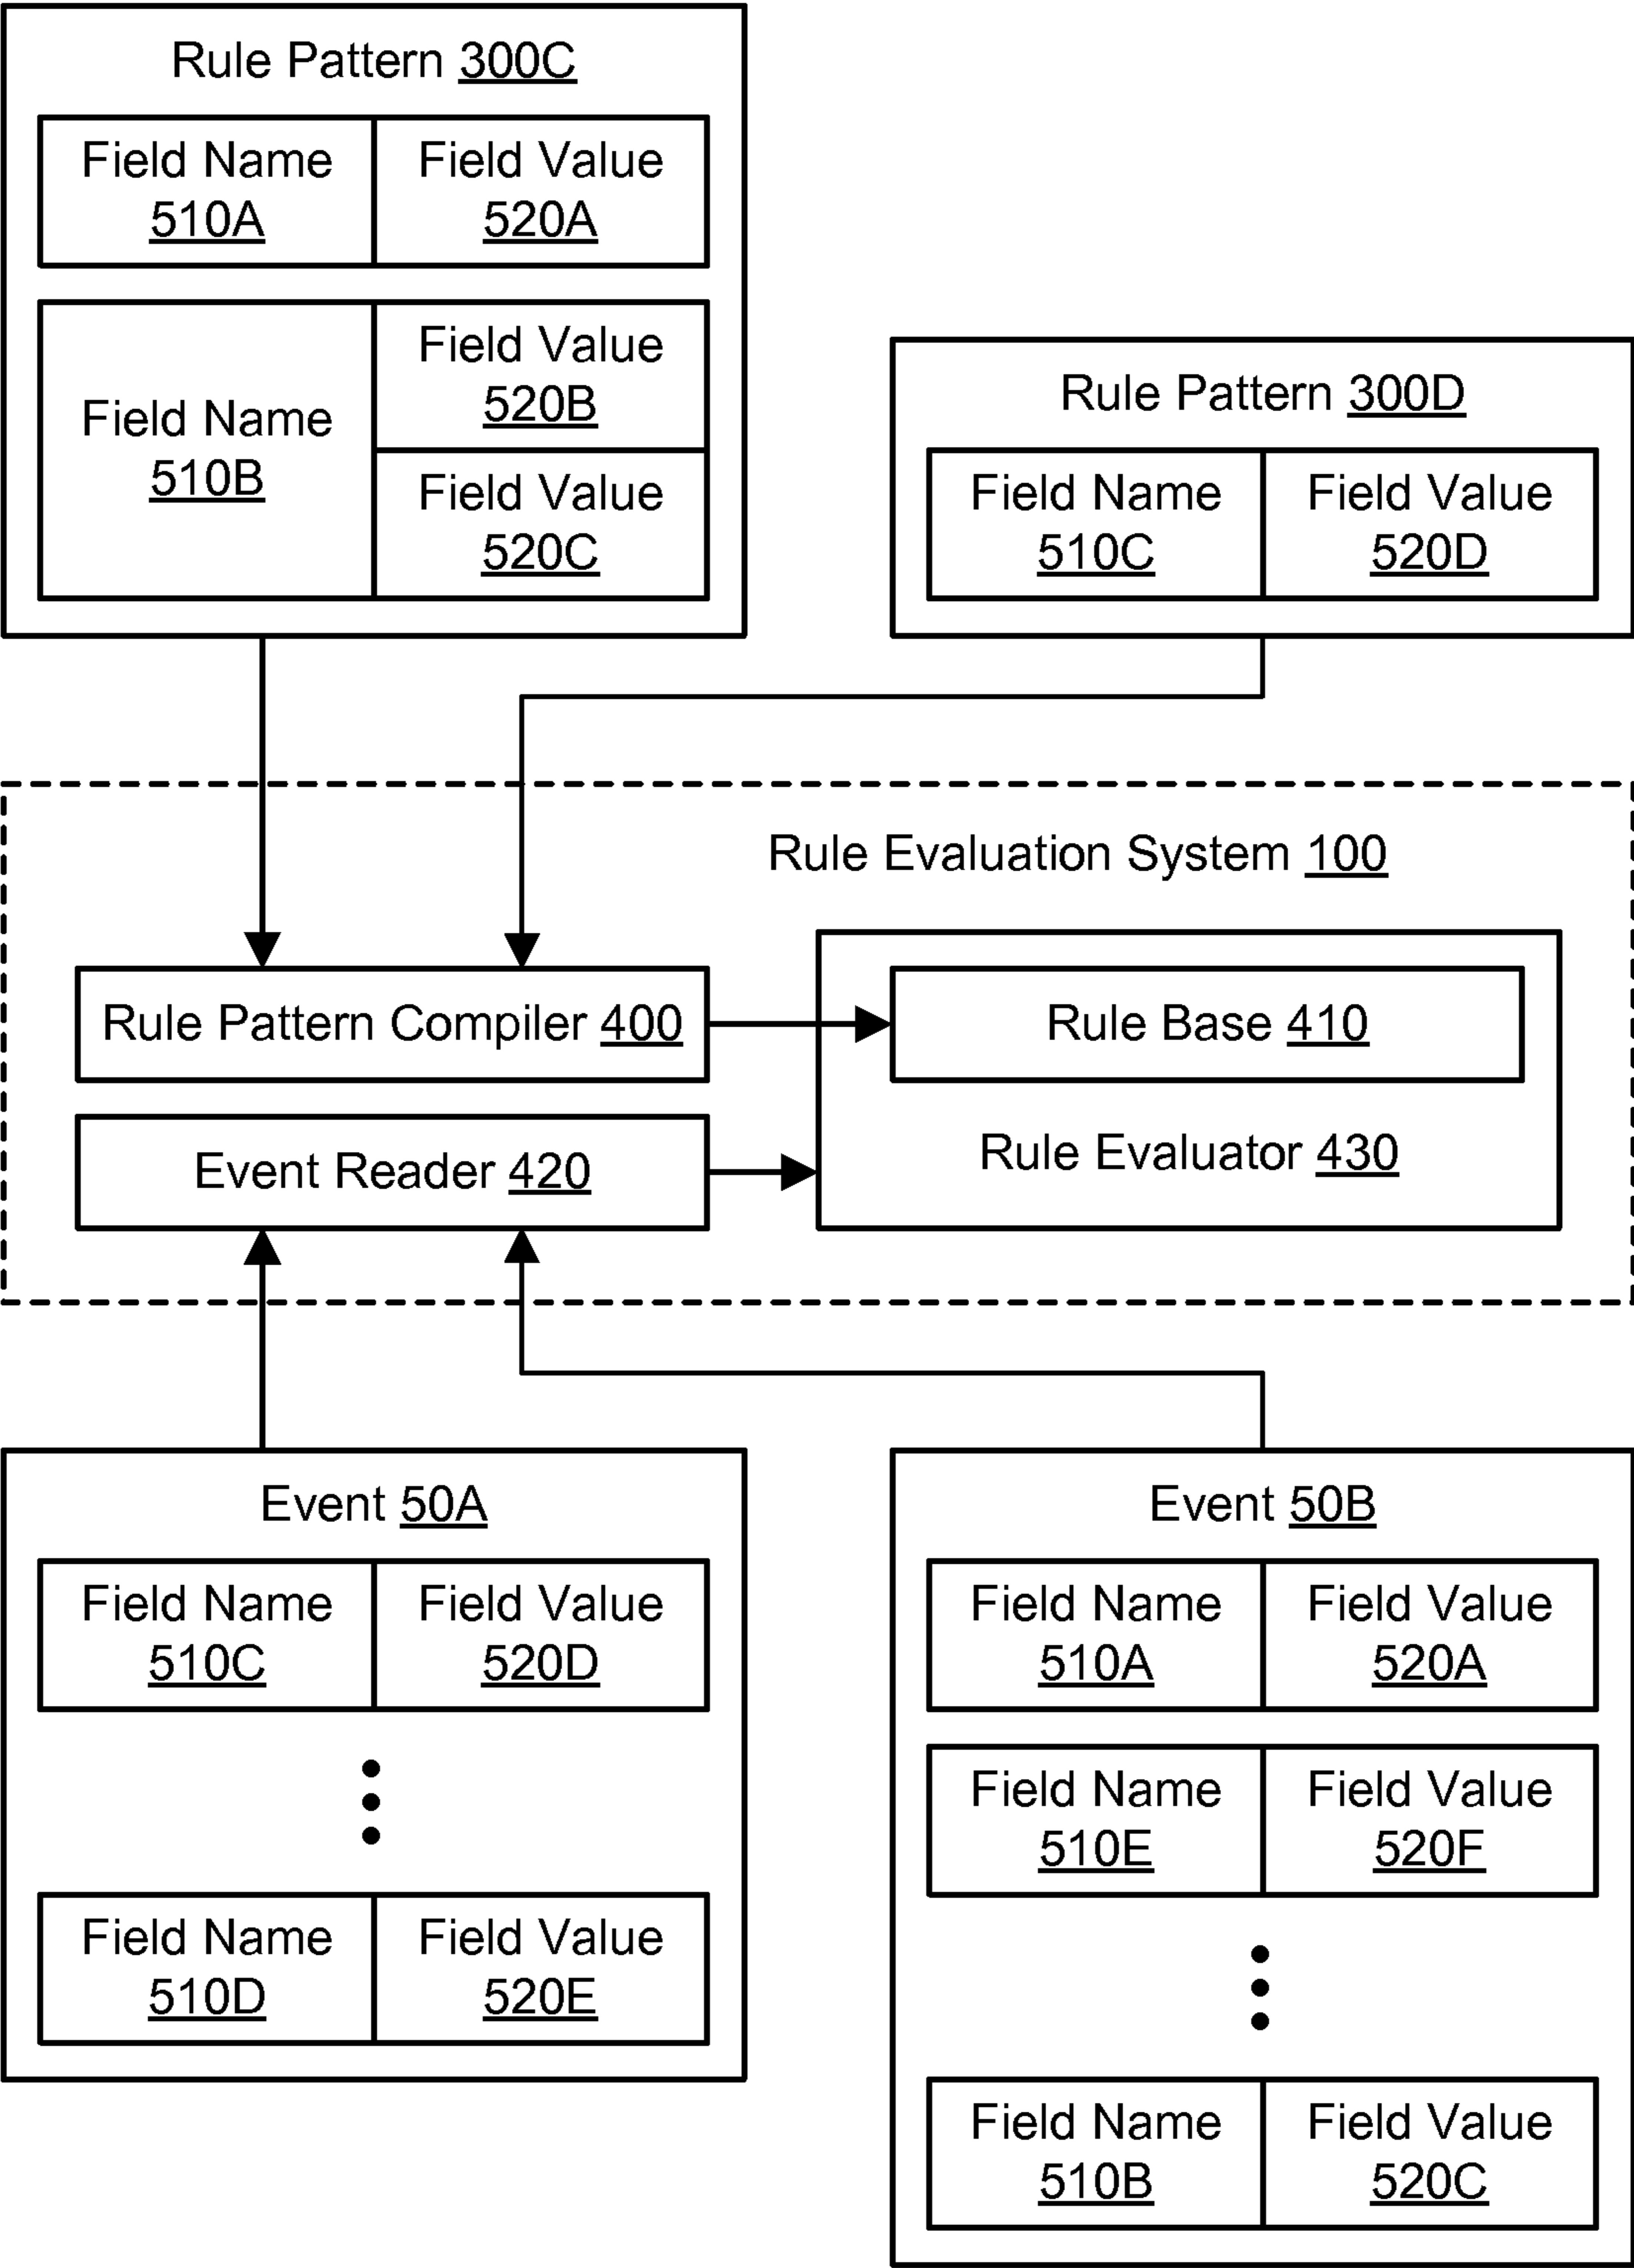 Rule Pattern 300C
Field Name
510A
Field Value
520A
Field Name
510B
Field Value
520B
Field Value
520C
Rule Pattern 300D
Field Name
510C
Field Value
520D
Rule Evaluation System 100
Rule Pattern Compiler 400
Rule Base 410
Event Reader 420
Rule Evaluator 430
Event 50A
Field Name
510C
Field Value
520D
Field Name
510D
Field Value
520E
Event 50B
Field Name
510A
Field Value
520A
Field Name
510E
Field Value
520F
Field Name
510B
Field Value
520C